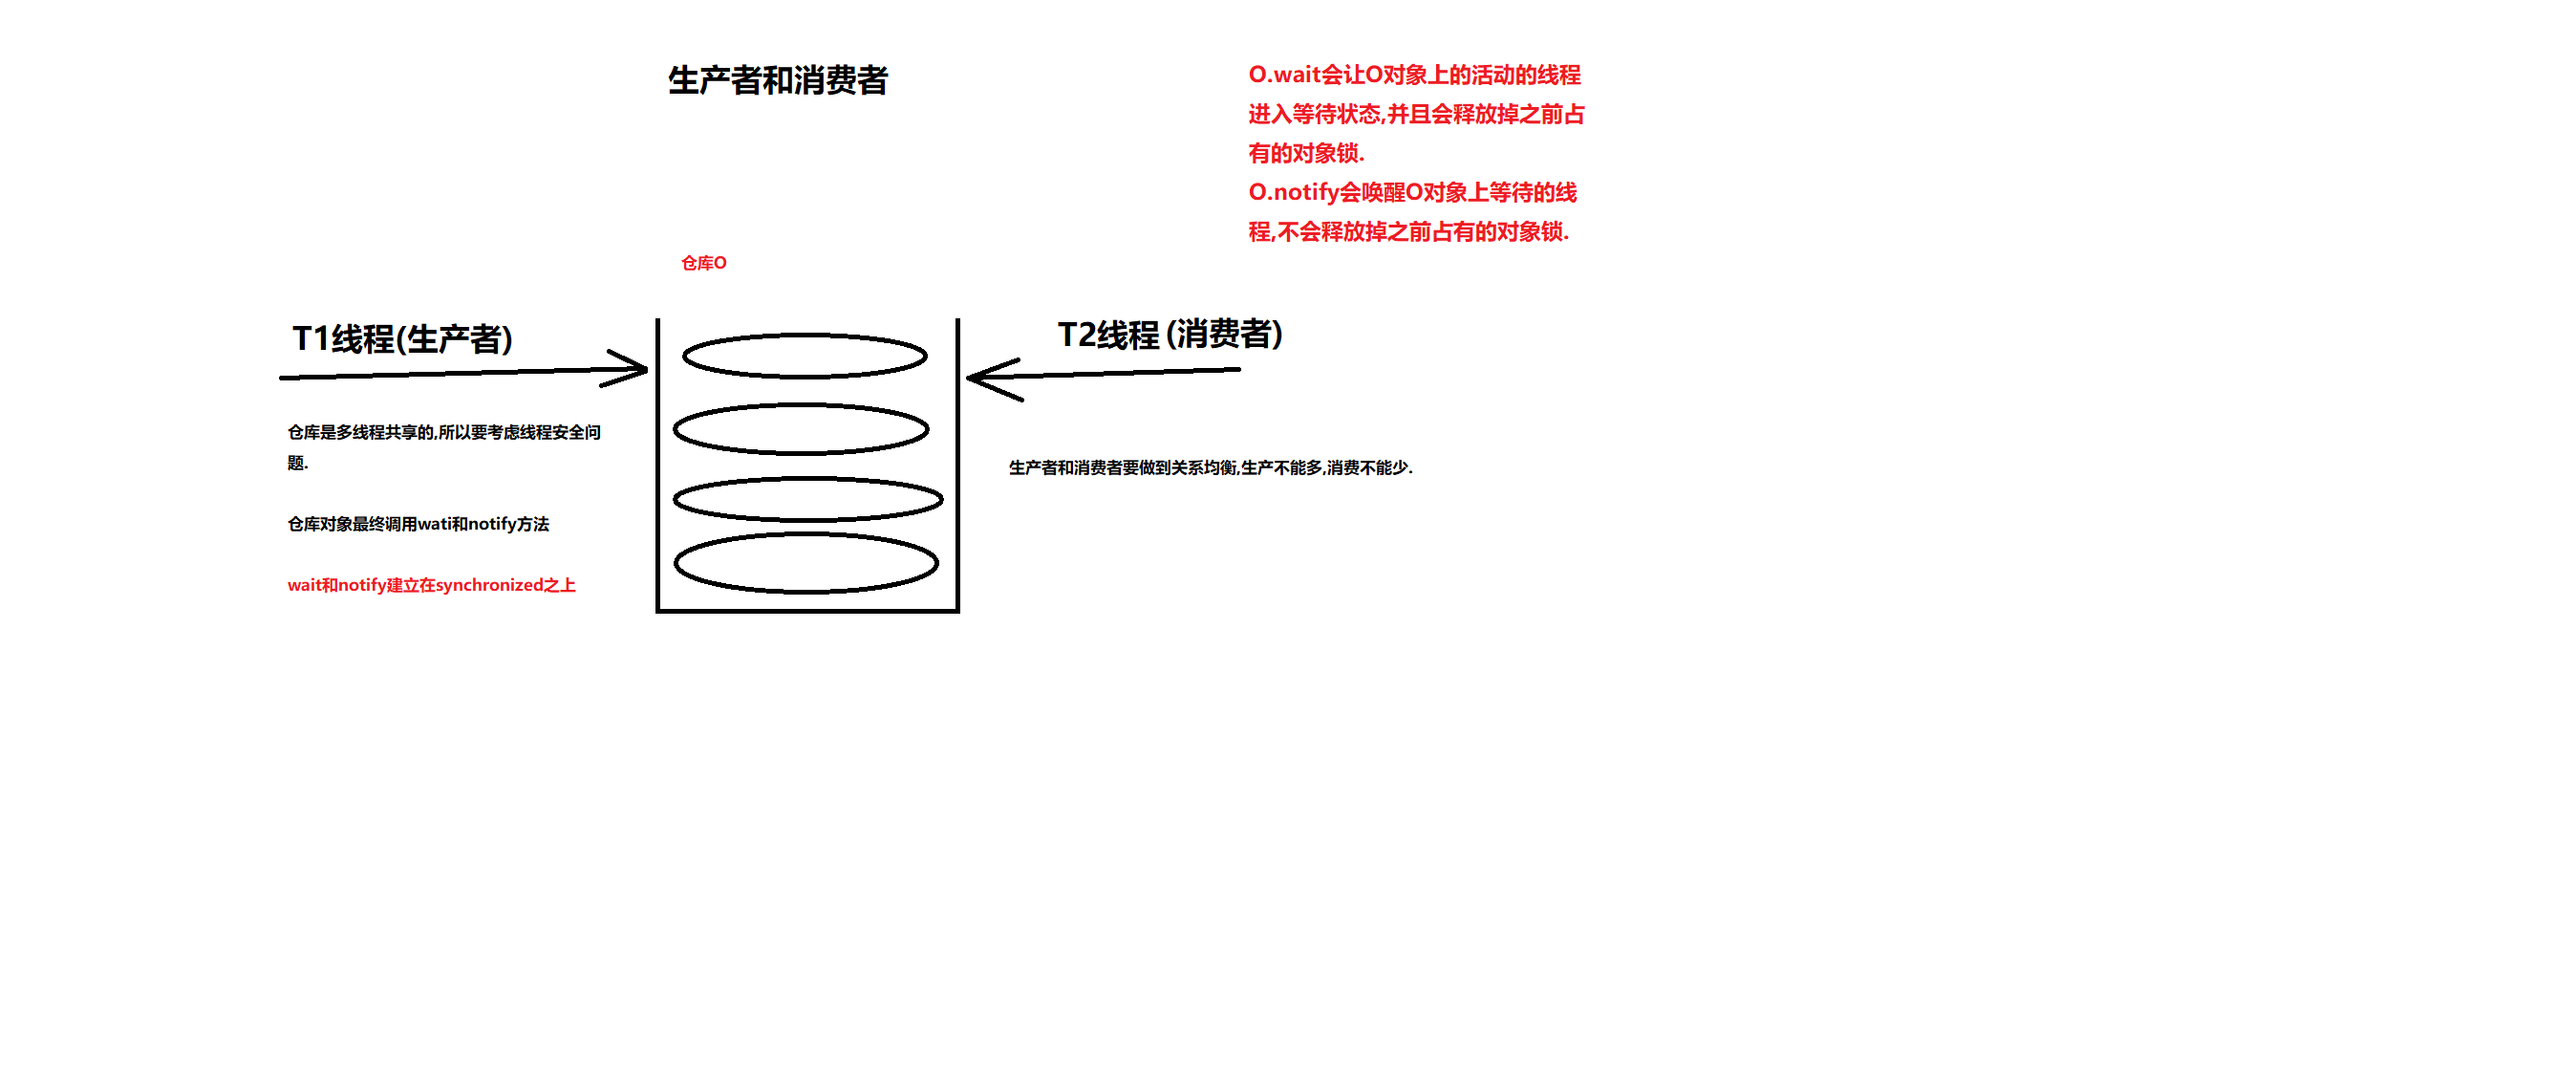 生产者和消费者
O.wait会让O对象上的活动的线程
进入等待状态,并且会释放掉之前占
有的对象锁.
O.notify会唤醒O对象上等待的线
程,不会释放掉之前占有的对象锁.
仓库O
T1线程(生产者)
T2线程(消费者)
仓库是多线程共享的,所以要考虑线程安全问
题.
生产者和消费者要做到关系均衡,生产不能多,消费不能少.
仓库对象最终调用wati和notify方法
wait和notify建立在synchronized之上